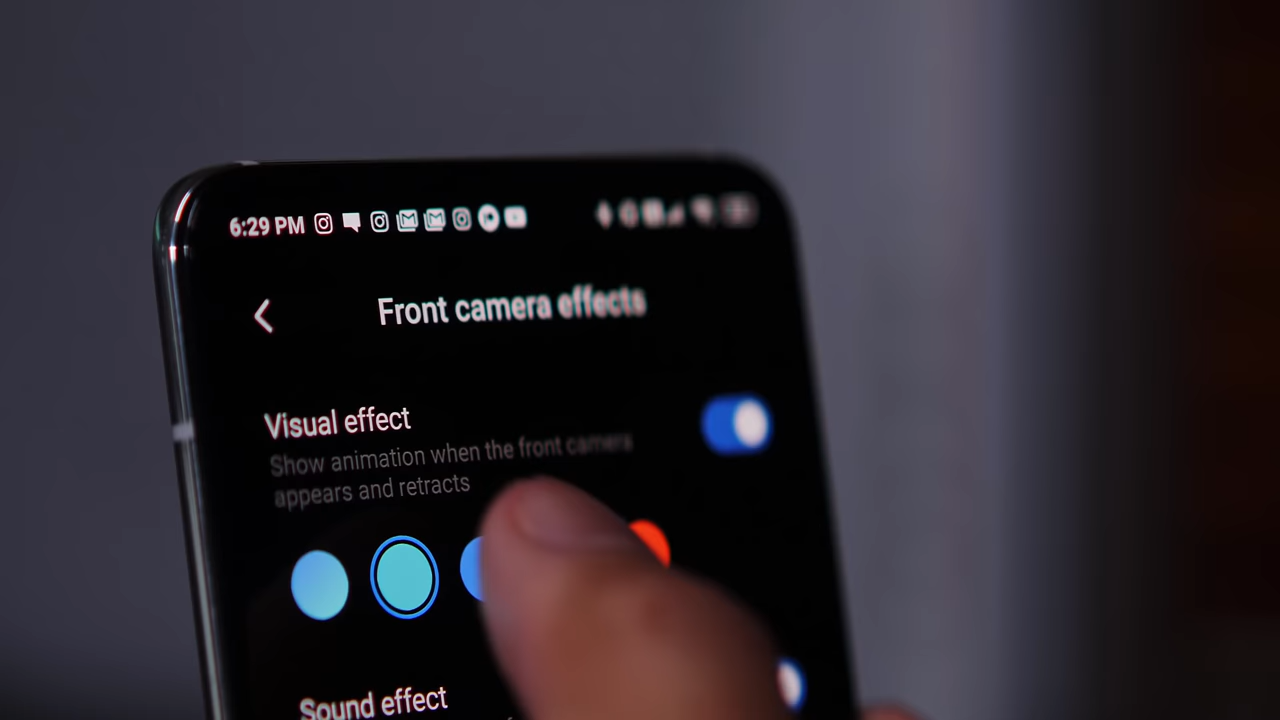 6:29 PM
Front camera effects
Visual effect
Show animation when the front camera
appears and retracts
Sound effect